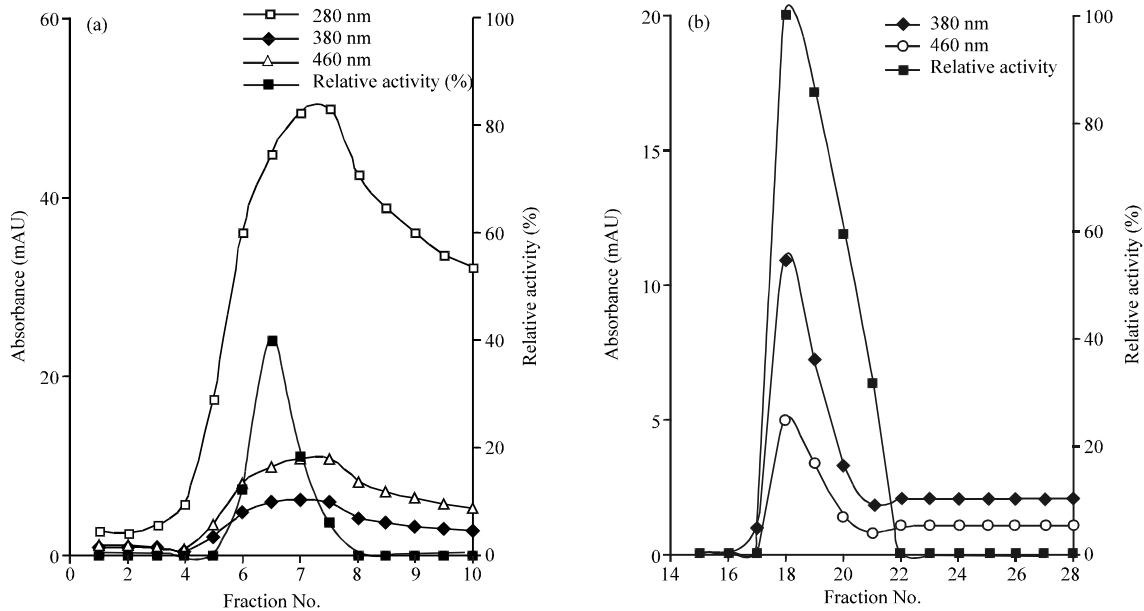 (a)
280 nm
380 nm
460 nm
Relative activity (%)
60
40
20
0
100
80
60
40
20
0
0 2 4 6 7 8 9 10
Absorbance (mAU)
Relative activity (%)
Fraction No.
(b)
380 nm
460 nm
Relative activity
20
15
10
5
0
100
80
60
40
20
0
14 16 18 20 22 24 26 28
Absorbance (mAU)
Relative activity (%)
Fraction No.